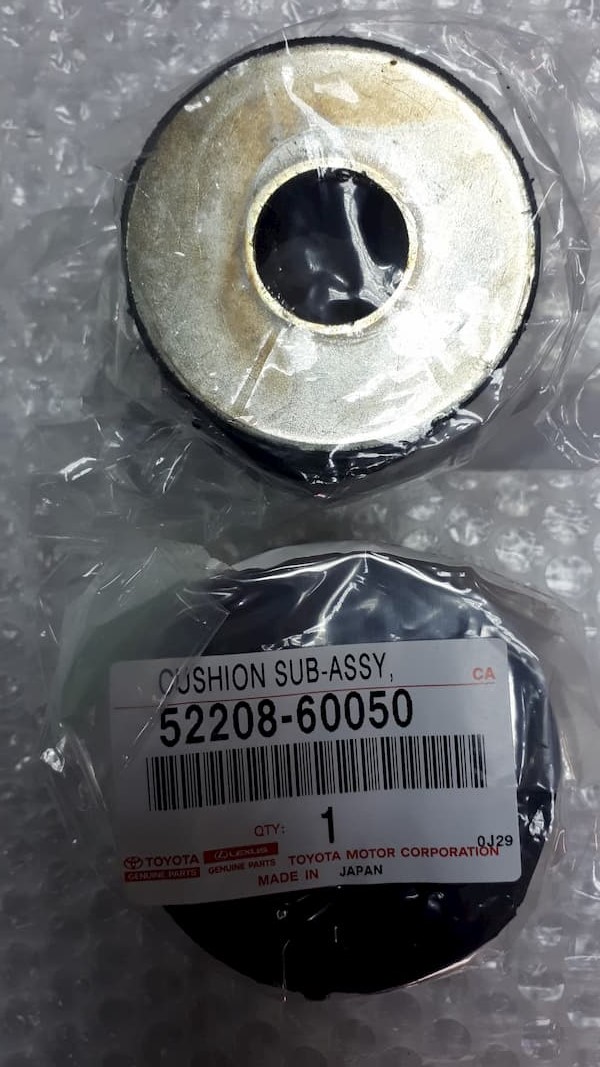 CUSHION SUB-ASSY, CA
52208-60050
QTY: 1
0J29
TOYOTA LEXUS TOYOTA MOTOR CORPORATION
GENUINE PARTS GENUINE PARTS
MADE IN JAPAN